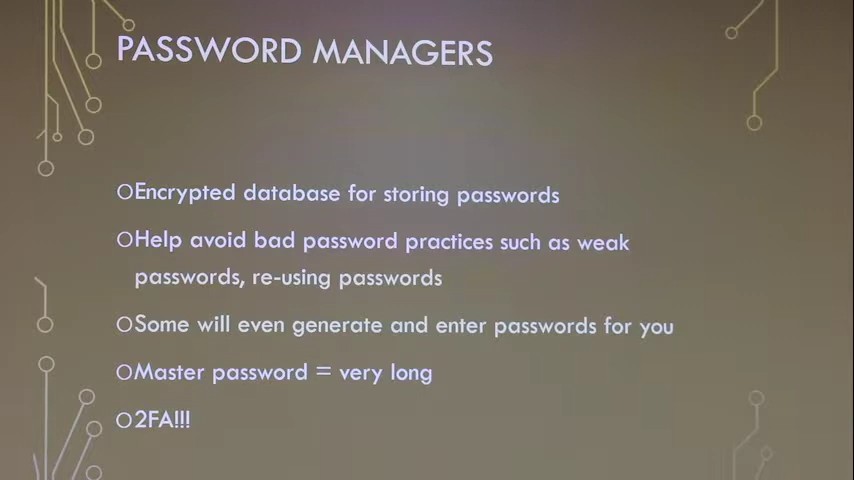 PASSWORD MANAGERS
Encrypted database for storing passwords
Help avoid bad password practices such as weak
passwords, re-using passwords
Some will even generate and enter passwords for you
Master password = very long
2FA!!!